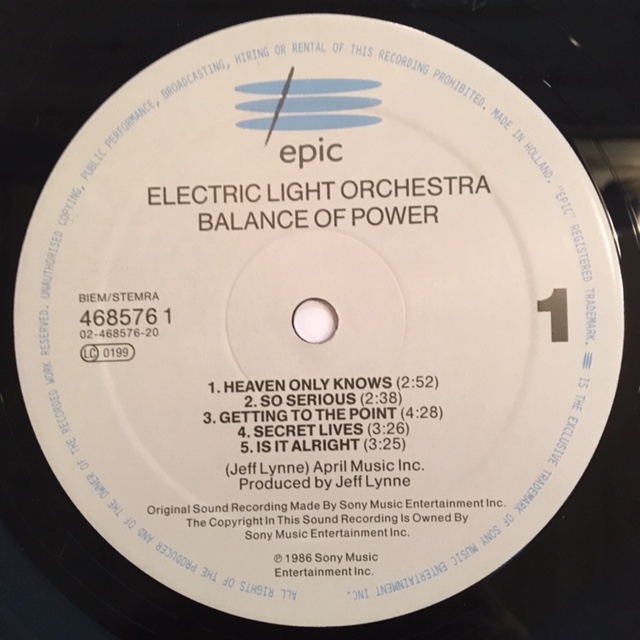 epic
ELECTRIC LIGHT ORCHESTRA
BALANCE OF POWER
BIEM/STEMRA
468576 1
02-468576-20
LC 0199
1
1. HEAVEN ONLY KNOWS (2:52)
2. SO SERIOUS (2:38)
3. GETTING TO THE POINT (4:28)
4. SECRET LIVES (3:26)
5. IS IT ALRIGHT (3:25)
(Jeff Lynne) April Music Inc.
Produced by Jeff Lynne
Original Sound Recording Made By Sony Music Entertainment Inc.
The Copyright In This Sound Recording Is Owned By
Sony Music Entertainment Inc.
℗ 1986 Sony Music
Entertainment Inc.
ALL RIGHTS OF THE PRODUCER AND OF THE OWNER OF THE RECORDED WORK RESERVED. UNAUTHORISED COPYING, PUBLIC PERFORMANCE, BROADCASTING, HIRING OR RENTAL OF THIS RECORDING PROHIBITED. MADE IN HOLLAND. "EPIC" REGISTERED TRADEMARK. IS THE EXCLUSIVE TRADEMARK OF SONY MUSIC ENTERTAINMENT INC.